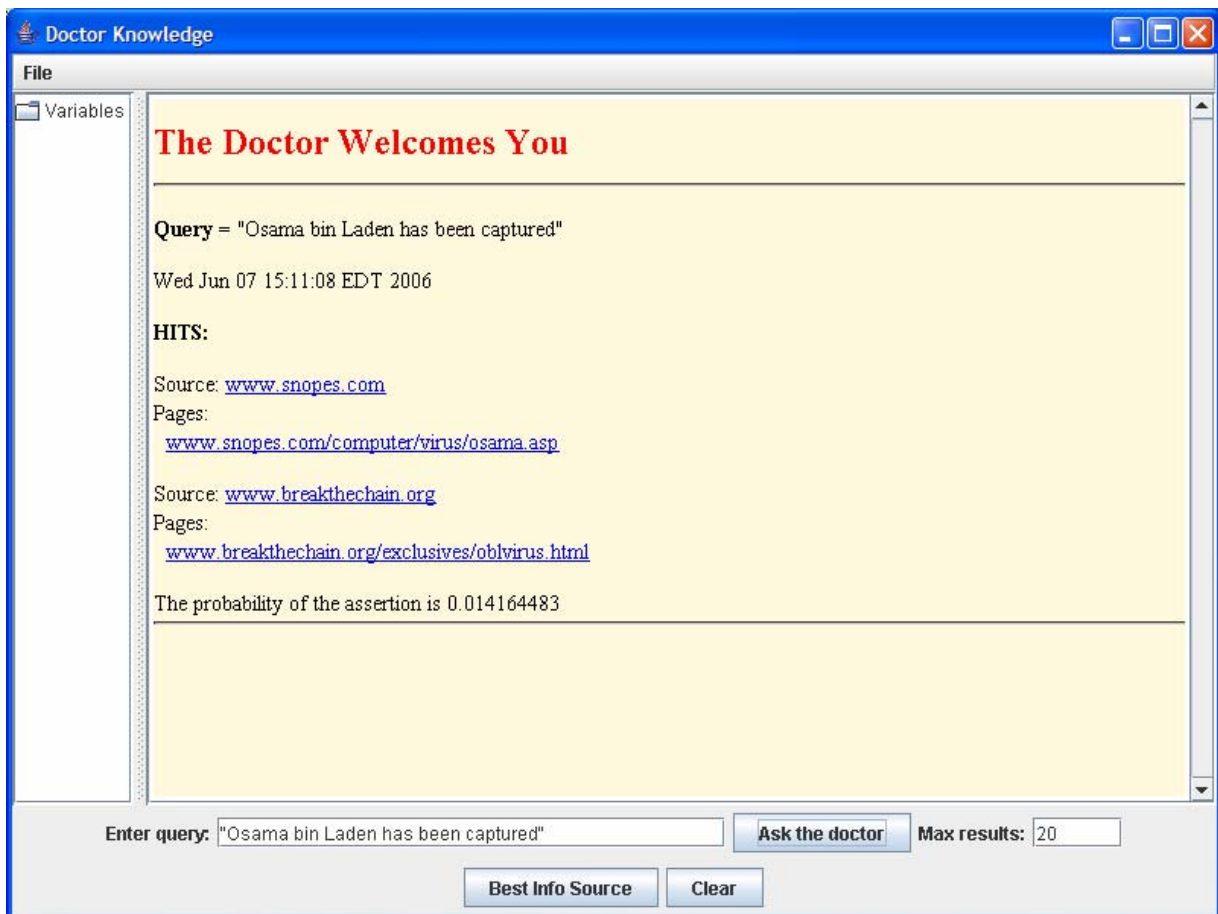 Doctor Knowledge
File
Variables
The Doctor Welcomes You
Query = "Osama bin Laden has been captured"
Wed Jun 07 15:11:08 EDT 2006
HITS:
Source: www.snopes.com
Pages:
www.snopes.com/computer/virus/osama.asp
Source: www.breakthechain.org
Pages:
www.breakthechain.org/exclusives/oblvirus.html
The probability of the assertion is 0.014164483
Enter query: "Osama bin Laden has been captured" Ask the doctor Max results: 20
Best Info Source Clear